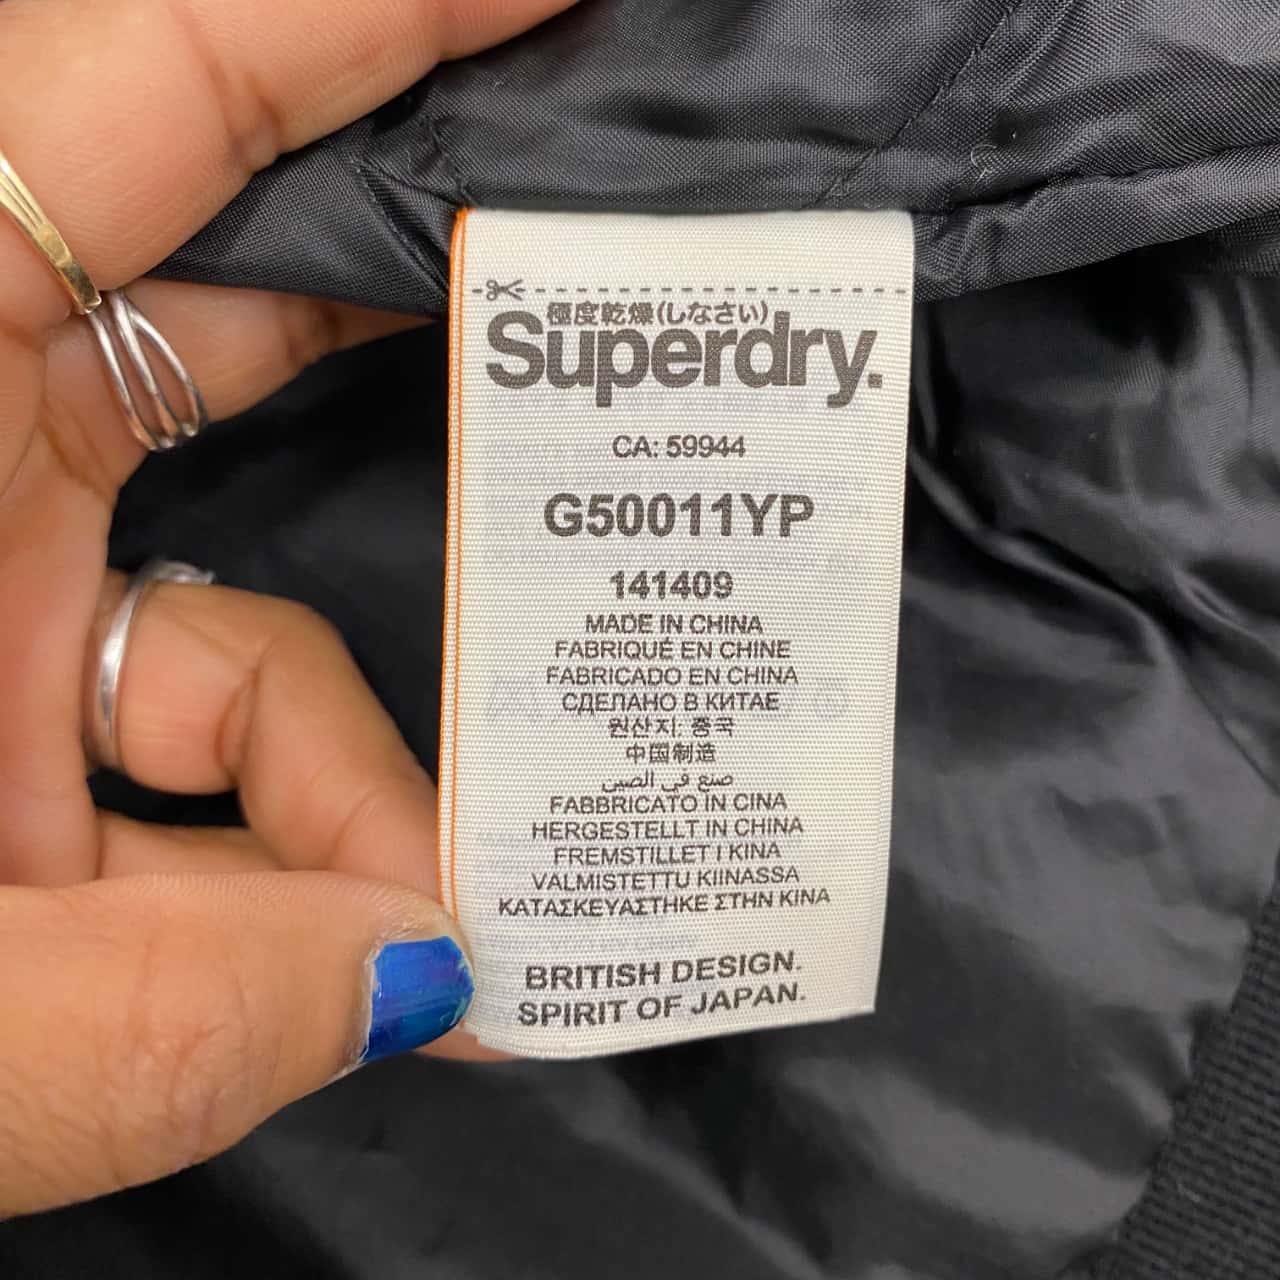 極度乾燥(しなさい)
Superdry.
CA: 59944
G50011YP
141409
MADE IN CHINA
FABRIQUÉ EN CHINE
FABRICADO EN CHINA
СДЕЛАНО В КИТАЕ
원산지: 중국
中国制造
صنع في الصين
FABBRICATO IN CINA
HERGESTELLT IN CHINA
FREMSTILLET I KINA
VALMISTETTU KIINASSA
ΚΑΤΑΣΚΕΥΑΣΤΗΚΕ ΣΤΗΝ ΚΙΝΑ
BRITISH DESIGN.
SPIRIT OF JAPAN.